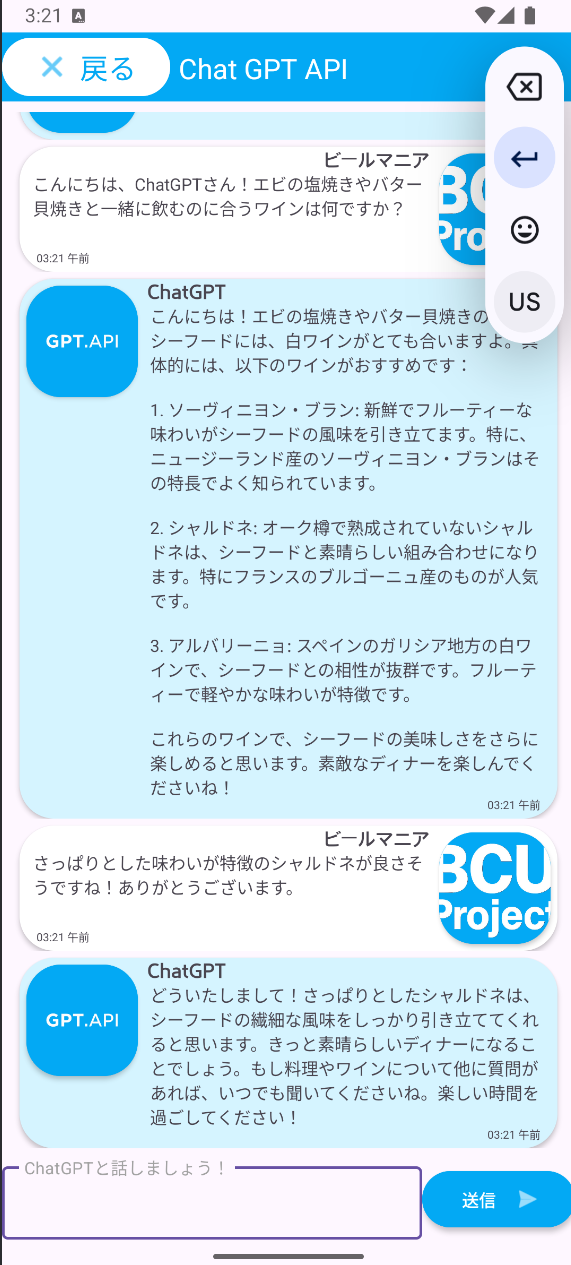 3:21 A
戻る Chat GPT API
US
ビールマニア
こんにちは、ChatGPTさん！エビの塩焼きやバター
貝焼きと一緒に飲むのに合うワインは何ですか？
03:21 午前
BCU
Pro
ChatGPT
GPT.API
こんにちは！エビの塩焼きやバター貝焼きの
シーフードには、白ワインがとても合いますよ。具
体的には、以下のワインがおすすめです：
1. ソーヴィニヨン・ブラン: 新鮮でフルーティーな
味わいがシーフードの風味を引き立てます。特に、
ニュージーランド産のソーヴィニヨン・ブランはそ
の特長でよく知られています。
2. シャルドネ: オーク樽で熟成されていないシャル
ドネは、シーフードと素晴らしい組み合わせになり
ます。特にフランスのブルゴーニュ産のものが人気
です。
3. アルバリーニョ: スペインのガリシア地方の白ワ
インで、シーフードとの相性が抜群です。フルーテ
ィーで軽やかな味わいが特徴です。
これらのワインで、シーフードの美味しさをさらに
楽しめると思います。素敵なディナーを楽しんでく
ださいね！
03:21 午前
ビールマニア
さっぱりとした味わいが特徴のシャルドネが良さそ
うですね！ありがとうございます。
03:21 午前
BCU
Project
ChatGPT
GPT.API
どういたしまして！さっぱりとしたシャルドネは、
シーフードの繊細な風味をしっかり引き立ててくれ
ると思います。きっと素晴らしいディナーになるこ
とでしょう。もし料理やワインについて他に質問が
あれば、いつでも聞いてくださいね。楽しい時間を
過ごしてください！
03:21 午前
ChatGPTと話しましょう！
送信